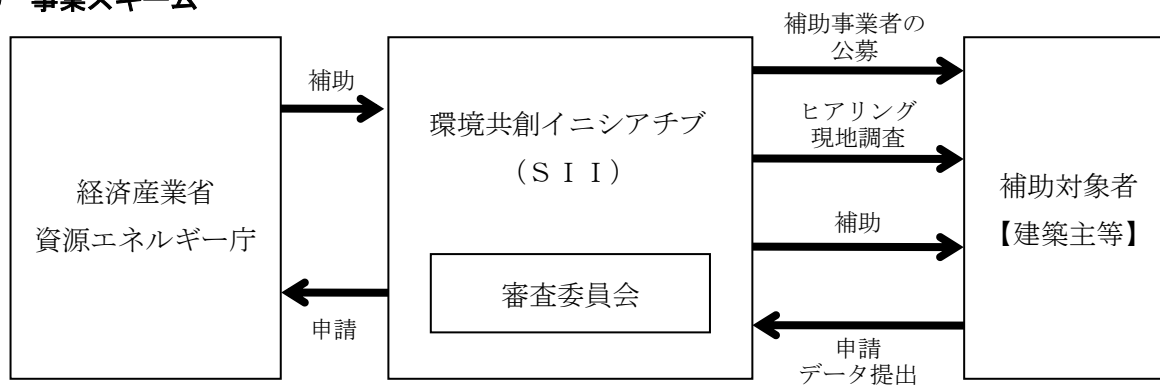 事業スキーム
経済産業省
資源エネルギー庁
補助
申請
環境共創イニシアチブ
(ＳＩＩ)
審査委員会
補助事業者の
公募
ヒアリング
現地調査
補助
申請
データ提出
補助対象者
【建築主等】